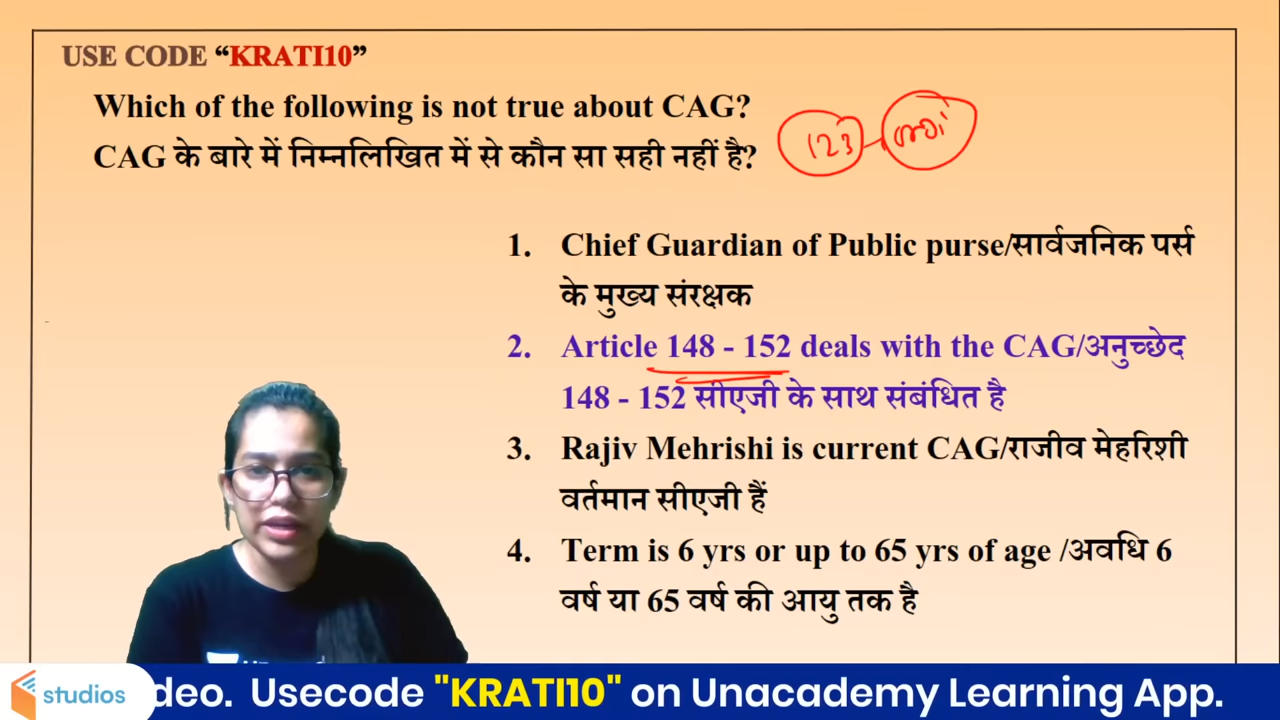 USE CODE “KRATI10”
Which of the following is not true about CAG?
CAG के बारे में निम्नलिखित में से कौन सा सही नहीं है?
123
1. Chief Guardian of Public purse/सार्वजनिक पर्स
के मुख्य संरक्षक
2. Article 148 - 152 deals with the CAG/अनुच्छेद
148 - 152 सीएजी के साथ संबंधित है
3. Rajiv Mehrishi is current CAG/राजीव मेहरिशी
वर्तमान सीएजी हैं
4. Term is 6 yrs or up to 65 yrs of age /अवधि 6
वर्ष या 65 वर्ष की आयु तक है
studios
deo. Usecode "KRATI10" on Unacademy Learning App.